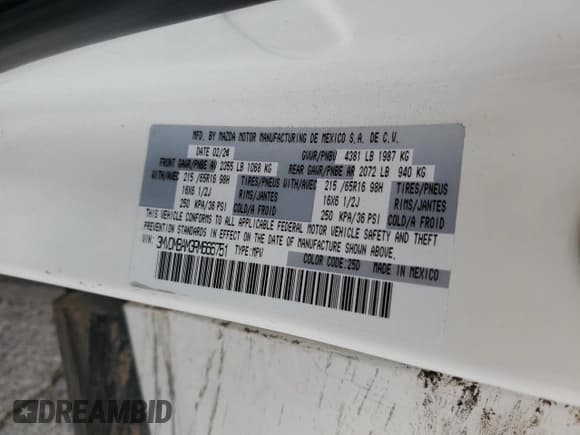 MFD. BY MAZDA MOTOR MANUFACTURING DE MEXICO S.A. DE C.V.
DATE 02/24 GVWR/PNBV 4381 LB 1987 KG
FRONT GAWR/PNBE AV 2355 LB 1068 KG REAR GAWR/PNBE AR 2072 LB 940 KG
WITH/AVEC 215/65R16 98H TIRES/PNEUS WITH/AVEC 215/65R16 98H TIRES/PNEUS
16X6 1/2J RIMS/JANTES 16X6 1/2J RIMS/JANTES
250 KPA/36 PSI COLD/A FROID 250 KPA/36 PSI COLD/A FROID
THIS VEHICLE CONFORMS TO ALL APPLICABLE FEDERAL MOTOR VEHICLE SAFETY AND THEFT
PREVENTION STANDARDS IN EFFECT ON THE DATE OF MANUFACTURE SHOWN ABOVE.
VIN: TYPE:MPV COLOR CODE:25D MADE IN MEXICO
DREAMBID